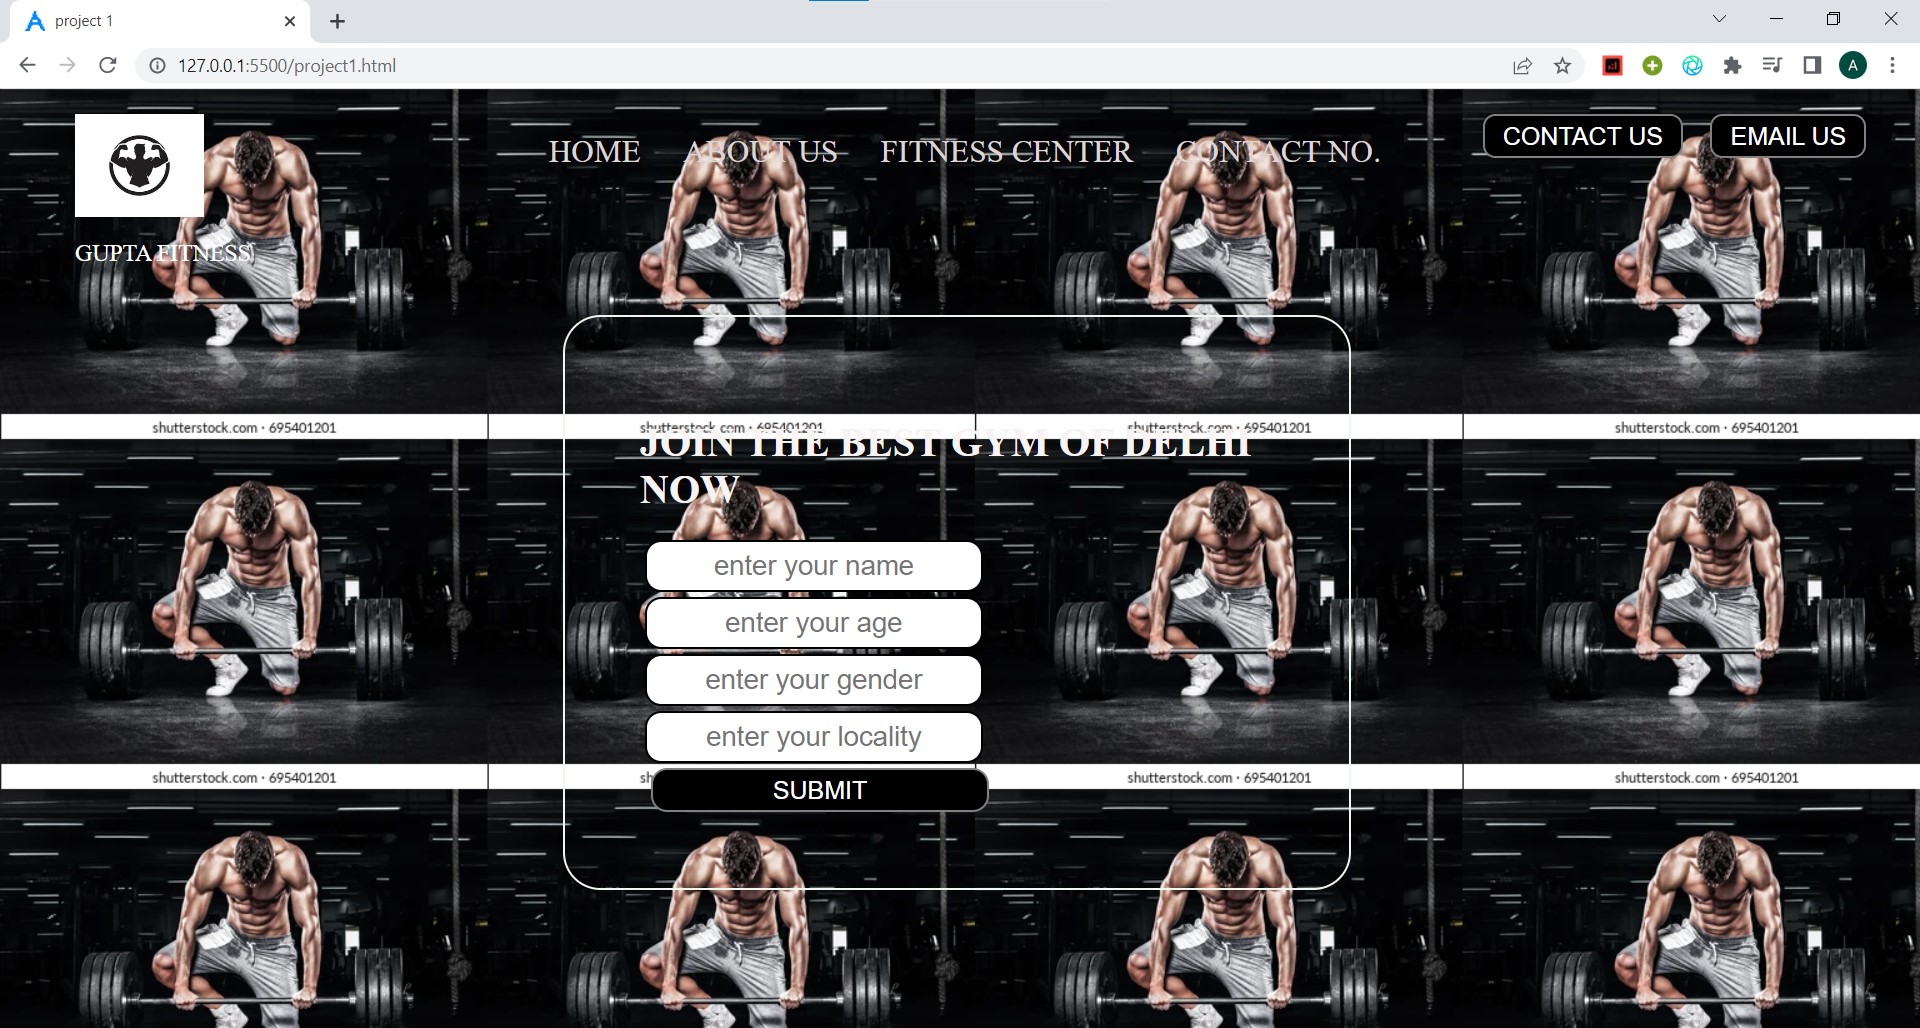 project 1
127.0.0.1:5500/project1.html
A
HOME ABOUT US FITNESS CENTER CONTACT NO.
CONTACT US EMAIL US
GUPTA FITNESS
shutterstock.com · 695401201 shutterstock.com · 695401201 shutterstock.com · 695401201 shutterstock.com · 695401201
JOIN THE BEST GYM OF DELHI
NOW
enter your name
enter your age
enter your gender
enter your locality
shutterstock.com · 695401201 sh shutterstock.com · 695401201 shutterstock.com · 695401201
SUBMIT